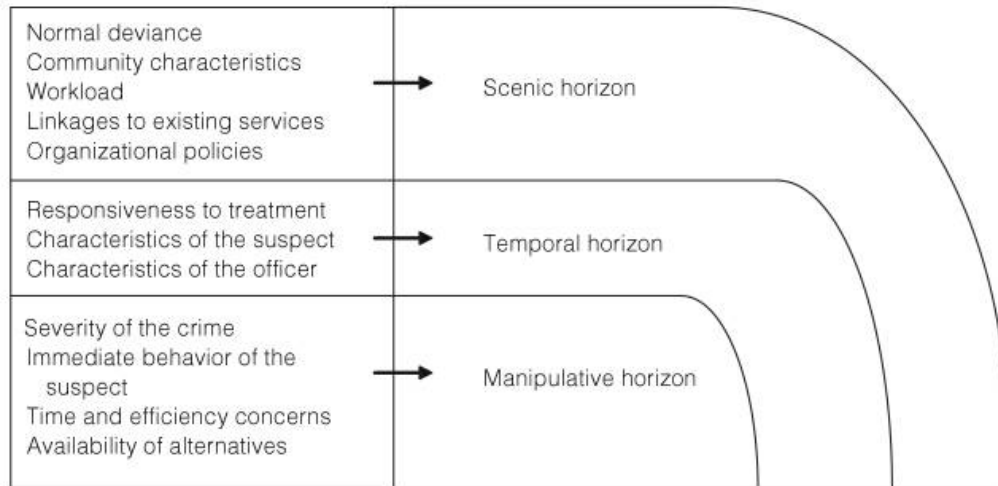 Normal deviance
Community characteristics
Workload
Linkages to existing services
Organizational policies
Scenic horizon
Responsiveness to treatment
Characteristics of the suspect
Characteristics of the officer
Temporal horizon
Severity of the crime
Immediate behavior of the
suspect
Time and efficiency concerns
Availability of alternatives
Manipulative horizon